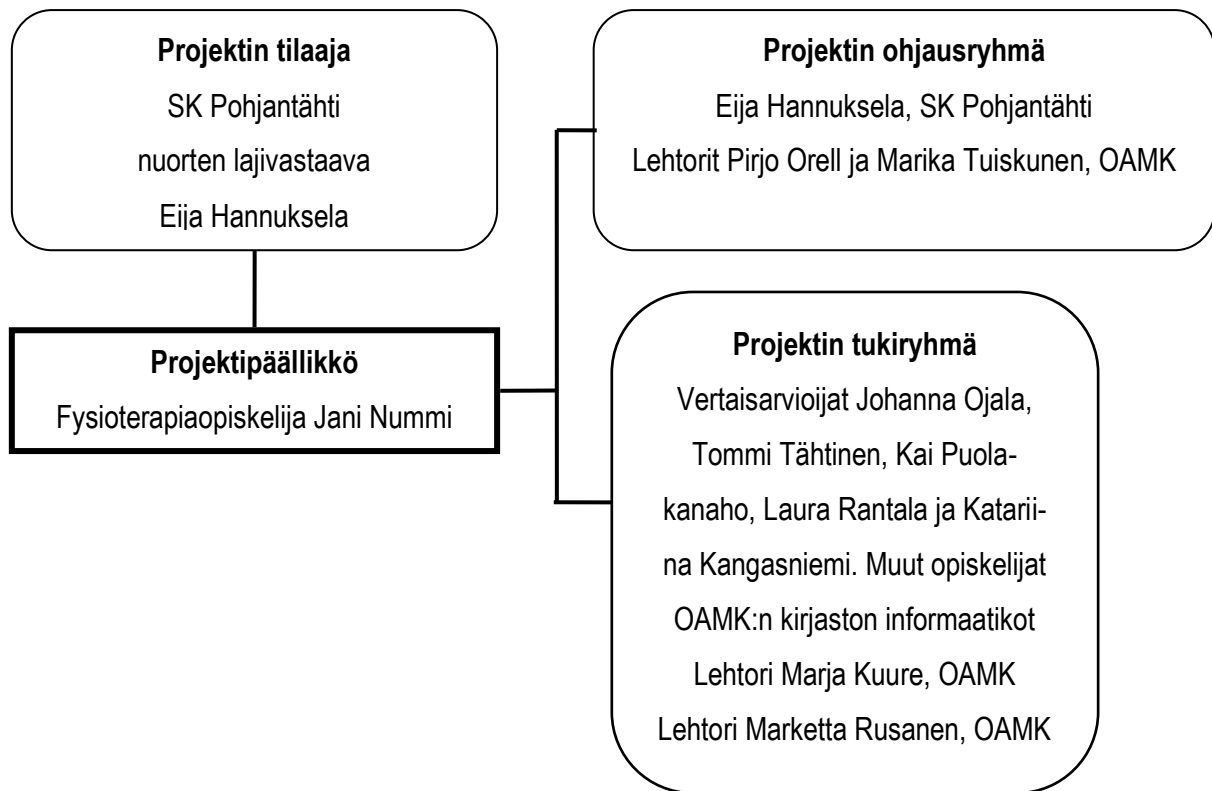 Projektin tilaaja
SK Pohjantähti
nuorten lajivastaava
Eija Hannuksela
Projektin ohjausryhmä
Eija Hannuksela, SK Pohjantähti
Lehtorit Pirjo Orell ja Marika Tuiskunen, OAMK
Projektipäällikkö
Fysioterapiaopiskelija Jani Nummi
Projektin tukiryhmä
Vertaisarvioijat Johanna Ojala,
Tommi Tähtinen, Kai Puola-
kanaho, Laura Rantala ja Katarii-
na Kangasniemi. Muut opiskelijat
OAMK:n kirjaston informaatikot
Lehtori Marja Kuure, OAMK
Lehtori Marketta Rusanen, OAMK